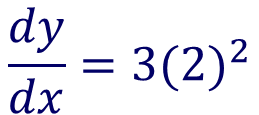 dy/dx = 3(2)²